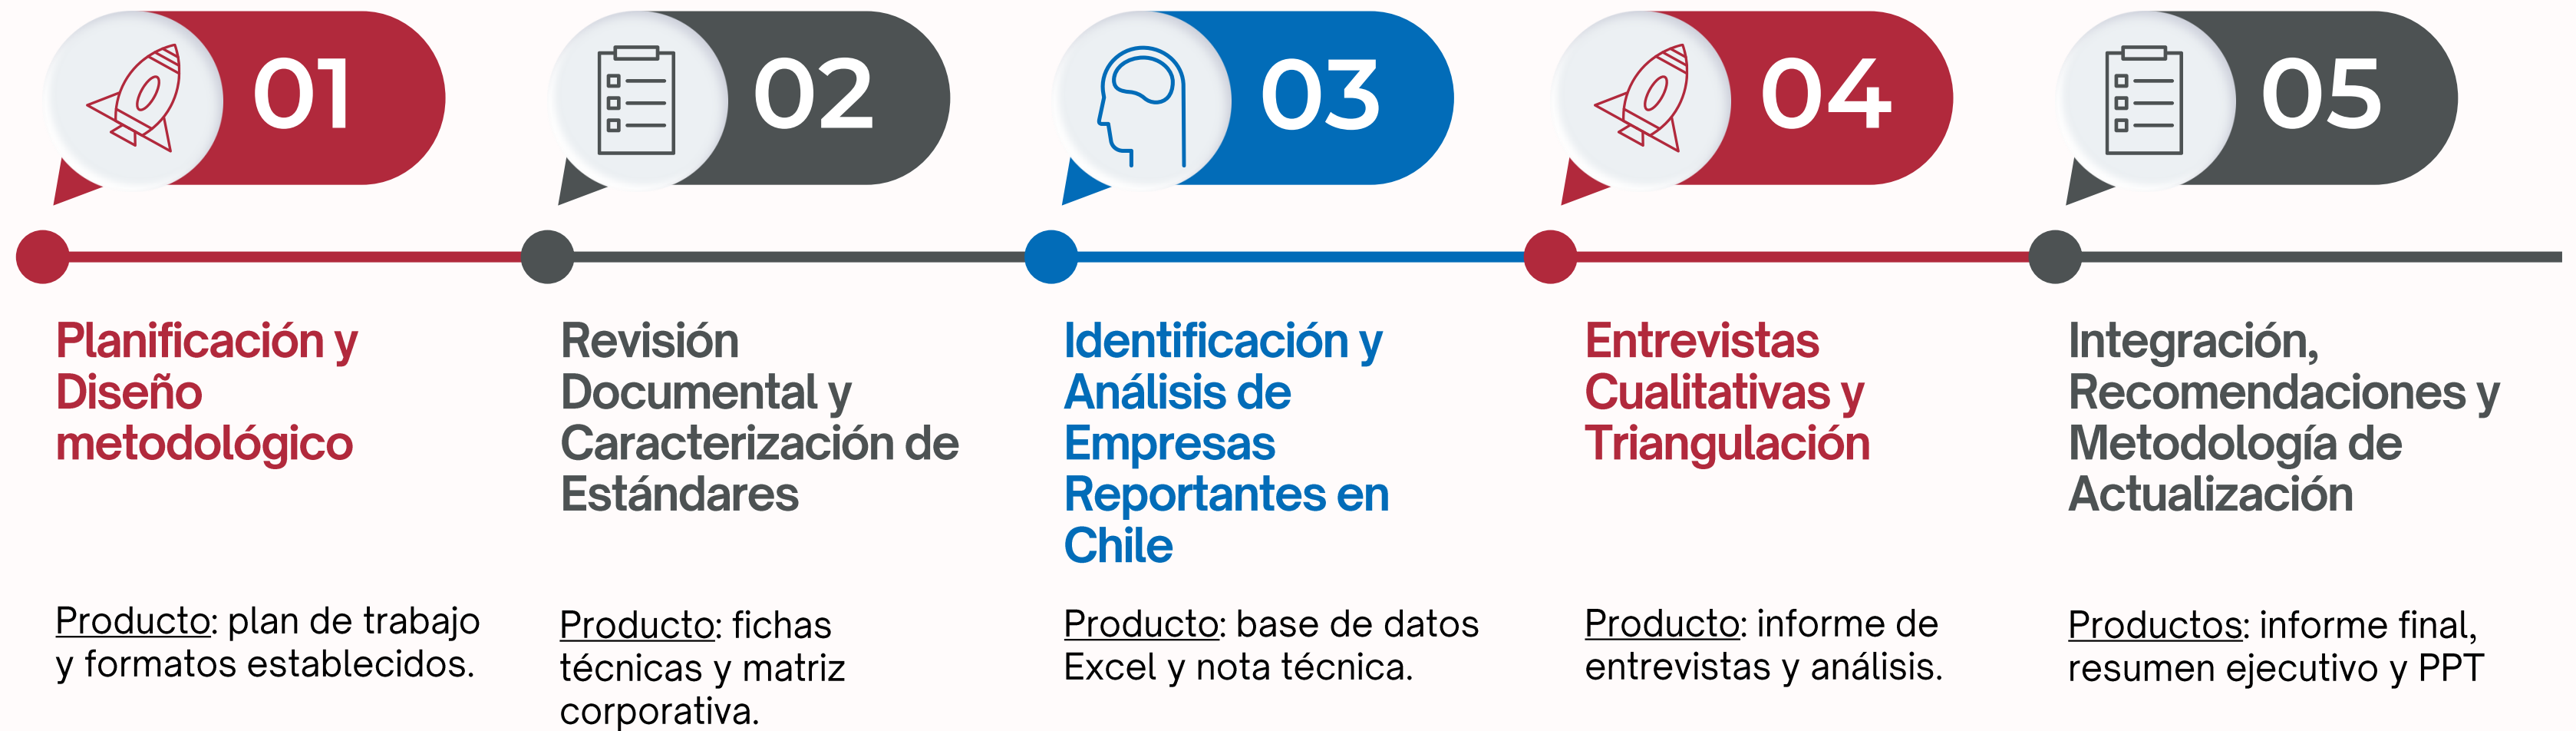 01
Planificación y
Diseño
metodológico
Producto: plan de trabajo
y formatos establecidos.
02
Revisión
Documental y
Caracterización de
Estándares
Producto: fichas
técnicas y matriz
corporativa.
03
Identificación y
Análisis de
Empresas
Reportantes en
Chile
Producto: base de datos
Excel y nota técnica.
04
Entrevistas
Cualitativas y
Triangulación
Producto: informe de
entrevistas y análisis.
05
Integración,
Recomendaciones y
Metodología de
Actualización
Productos: informe final,
resumen ejecutivo y PPT